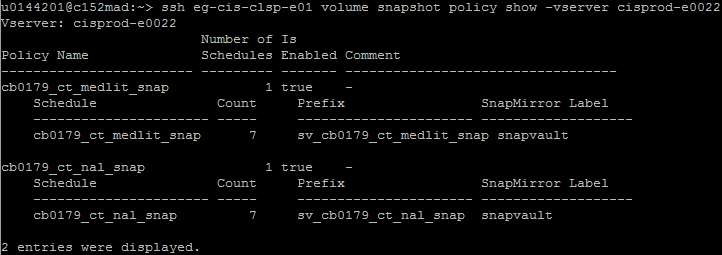 u0144201@c152mad:~> ssh eg-cis-clsp-e01 volume snapshot policy show -vserver cisprod-e0022
Vserver: cisprod-e0022
                         Number of Is
Policy Name              Schedules Enabled Comment
------------------------ --------- ------- ----------------------------------
cb0179_ct_medlit_snap            1 true    -
    Schedule               Count     Prefix                 SnapMirror Label
    ---------------------- -----     ---------------------- -------------------
    cb0179_ct_medlit_snap      7     sv_cb0179_ct_medlit_snap snapvault
cb0179_ct_nal_snap               1 true    -
    Schedule               Count     Prefix                 SnapMirror Label
    ---------------------- -----     ---------------------- -------------------
    cb0179_ct_nal_snap         7     sv_cb0179_ct_nal_snap  snapvault
2 entries were displayed.